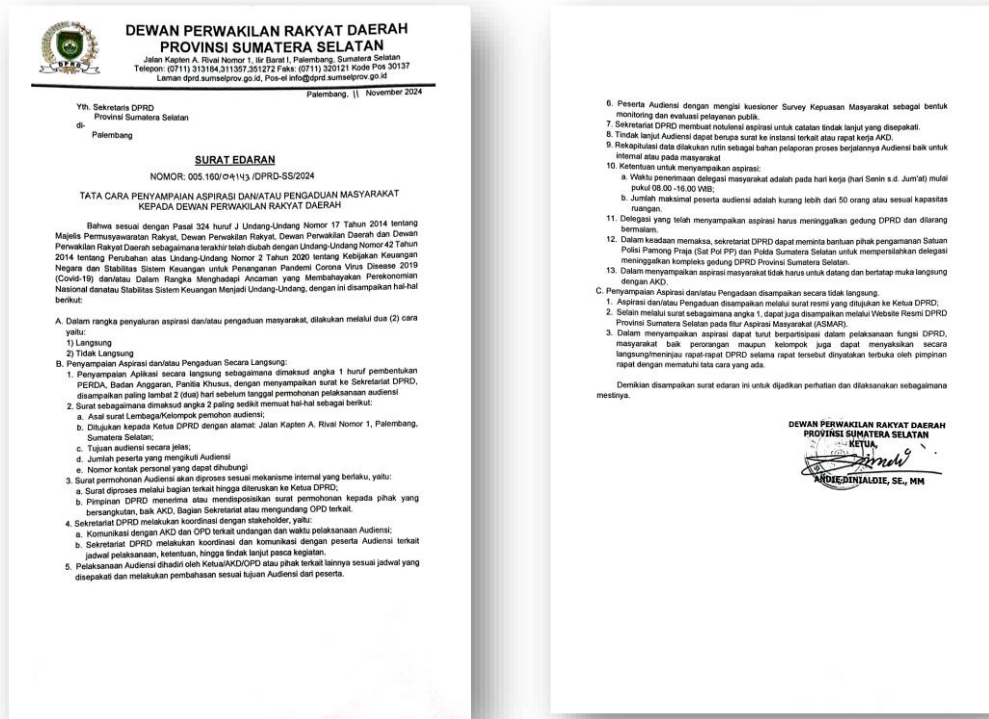 DEWAN PERWAKILAN RAKYAT DAERAH
PROVINSI SUMATERA SELATAN
Jalan Kapten A. Rivai Nomor 1, Ilir Barat I, Palembang, Sumatera Selatan
Telepon: (0711) 313184,311357,351272 Faks: (0711) 320121 Kode Pos 30137
Laman dprd.sumselprov.go.id, Pos-el info@dprd.sumselprov.go.id
DPRD
Palembang, 11 November 2024
Yth. Sekretaris DPRD
Provinsi Sumatera Selatan
di-
Palembang
SURAT EDARAN
NOMOR: 005.160/04143/DPRD-SS/2024
TATA CARA PENYAMPAIAN ASPIRASI DAN/ATAU PENGADUAN MASYARAKAT
KEPADA DEWAN PERWAKILAN RAKYAT DAERAH
Bahwa sesuai dengan Pasal 324 huruf J Undang-Undang Nomor 17 Tahun 2014 tentang
Majelis Permusyawaratan Rakyat, Dewan Perwakilan Rakyat, Dewan Perwakilan Daerah dan Dewan
Perwakilan Rakyat Daerah sebagaimana terakhir telah diubah dengan Undang-Undang Nomor 42 Tahun
2014 tentang Perubahan atas Undang-Undang Nomor 2 Tahun 2020 tentang Kebijakan Keuangan
Negara dan Stabilitas Sistem Keuangan untuk Penanganan Pandemi Corona Virus Disease 2019
(Covid-19) dan/atau Dalam Rangka Menghadapi Ancaman yang Membahayakan Perekonomian
Nasional danatau Stabilitas Sistem Keuangan Menjadi Undang-Undang, dengan ini disampaikan hal-hal
berikut:
A. Dalam rangka penyaluran aspirasi dan/atau pengaduan masyarakat, dilakukan melalui dua (2) cara
yaitu:
1) Langsung
2) Tidak Langsung
B. Penyampaian Aspirasi dan/atau Pengaduan Secara Langsung:
1. Penyampaian Aplikasi secara langsung sebagaimana dimaksud angka 1 huruf pembentukan
PERDA, Badan Anggaran, Panitia Khusus, dengan menyampaikan surat ke Sekretariat DPRD,
disampaikan paling lambat 2 (dua) hari sebelum tanggal permohonan pelaksanaan audiensi
2. Surat sebagaimana dimaksud angka 2 paling sedikit memuat hal-hal sebagai berikut:
a. Asal surat Lembaga/Kelompok pemohon audiensi;
b. Ditujukan kepada Ketua DPRD dengan alamat: Jalan Kapten A. Rivai Nomor 1, Palembang,
Sumatera Selatan;
c. Tujuan audiensi secara jelas;
d. Jumlah peserta yang mengikuti Audiensi
e. Nomor kontak personal yang dapat dihubungi
3. Surat permohonan Audiensi akan diproses sesuai mekanisme internal yang berlaku, yaitu:
a. Surat diproses melalui bagian terkait hingga diteruskan ke Ketua DPRD;
b. Pimpinan DPRD menerima atau mendisposisikan surat permohonan kepada pihak yang
bersangkutan, baik AKD, Bagian Sekretariat atau mengundang OPD terkait.
4. Sekretariat DPRD melakukan koordinasi dengan stakeholder, yaitu:
a. Komunikasi dengan AKD dan OPD terkait undangan dan waktu pelaksanaan Audiensi;
b. Sekretariat DPRD melakukan koordinasi dan komunikasi dengan peserta Audiensi terkait
jadwal pelaksanaan, ketentuan, hingga tindak lanjut pasca kegiatan.
5. Pelaksanaan Audiensi dihadiri oleh Ketua/AKD/OPD atau pihak terkait lainnya sesuai jadwal yang
disepakati dan melakukan pembahasan sesuai tujuan Audiensi dari peserta.
6. Peserta Audiensi dengan mengisi kuesioner Survey Kepuasan Masyarakat sebagai bentuk
monitoring dan evaluasi pelayanan publik.
7. Sekretariat DPRD membuat notulensi aspirasi untuk catatan tindak lanjut yang disepakati.
8. Tindak lanjut Audiensi dapat berupa surat ke instansi terkait atau rapat kerja AKD.
9. Rekapitulasi data dilakukan rutin sebagai bahan pelaporan proses berjalannya Audiensi baik untuk
internal atau pada masyarakat
10. Ketentuan untuk menyampaikan aspirasi:
a. Waktu penerimaan delegasi masyarakat adalah pada hari kerja (hari Senin s.d. Jum'at) mulai
pukul 08.00 -16.00 WIB;
b. Jumlah maksimal peserta audiensi adalah kurang lebih dari 50 orang atau sesuai kapasitas
ruangan.
11. Delegasi yang telah menyampaikan aspirasi harus meninggalkan gedung DPRD dan dilarang
bermalam.
12. Dalam keadaan memaksa, sekretariat DPRD dapat meminta bantuan pihak pengamanan Satuan
Polisi Pamong Praja (Sat Pol PP) dan Polda Sumatera Selatan untuk mempersilahkan delegasi
meninggalkan kompleks gedung DPRD Provinsi Sumatera Selatan.
13. Dalam menyampaikan aspirasi masyarakat tidak harus untuk datang dan bertatap muka langsung
dengan AKD.
C. Penyampaian Aspirasi dan/atau Pengadaan disampaikan secara tidak langsung.
1. Aspirasi dan/atau Pengaduan disampaikan melalui surat resmi yang ditujukan ke Ketua DPRD;
2. Selain melalui surat sebagaimana angka 1, dapat juga disampaikan melalui Website Resmi DPRD
Provinsi Sumatera Selatan pada fitur Aspirasi Masyarakat (ASMAR).
3. Dalam menyampaikan aspirasi dapat turut berpartisipasi dalam pelaksanaan fungsi DPRD,
masyarakat baik perorangan maupun kelompok juga dapat menyaksikan secara
langsung/meninjau rapat-rapat DPRD selama rapat tersebut dinyatakan terbuka oleh pimpinan
rapat dengan mematuhi tata cara yang ada.
Demikian disampaikan surat edaran ini untuk dijadikan perhatian dan dilaksanakan sebagaimana
mestinya.
DEWAN PERWAKILAN RAKYAT DAERAH
PROVINSI SUMATERA SELATAN
KETUA,
ANDIE DINIALDIE, SE., MM